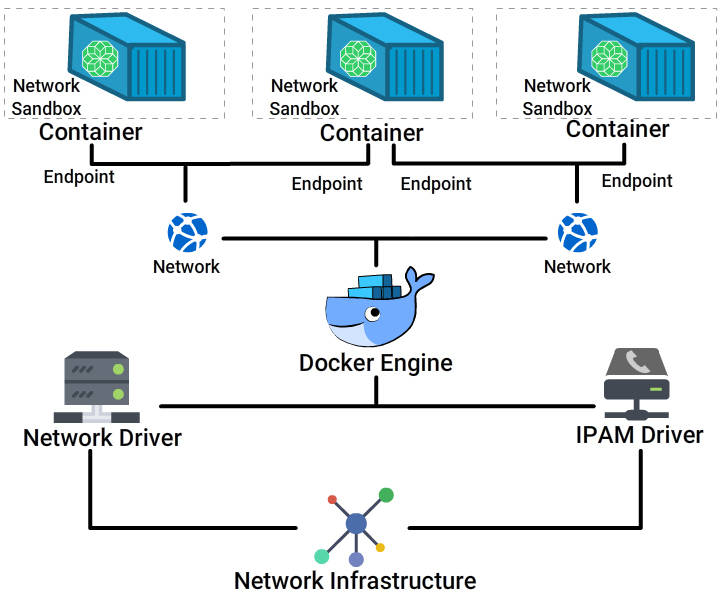 Network
Sandbox
Container
Network
Sandbox
Container
Network
Sandbox
Container
Endpoint
Endpoint
Endpoint
Endpoint
Network
Network
Docker Engine
Network Driver
IPAM Driver
Network Infrastructure